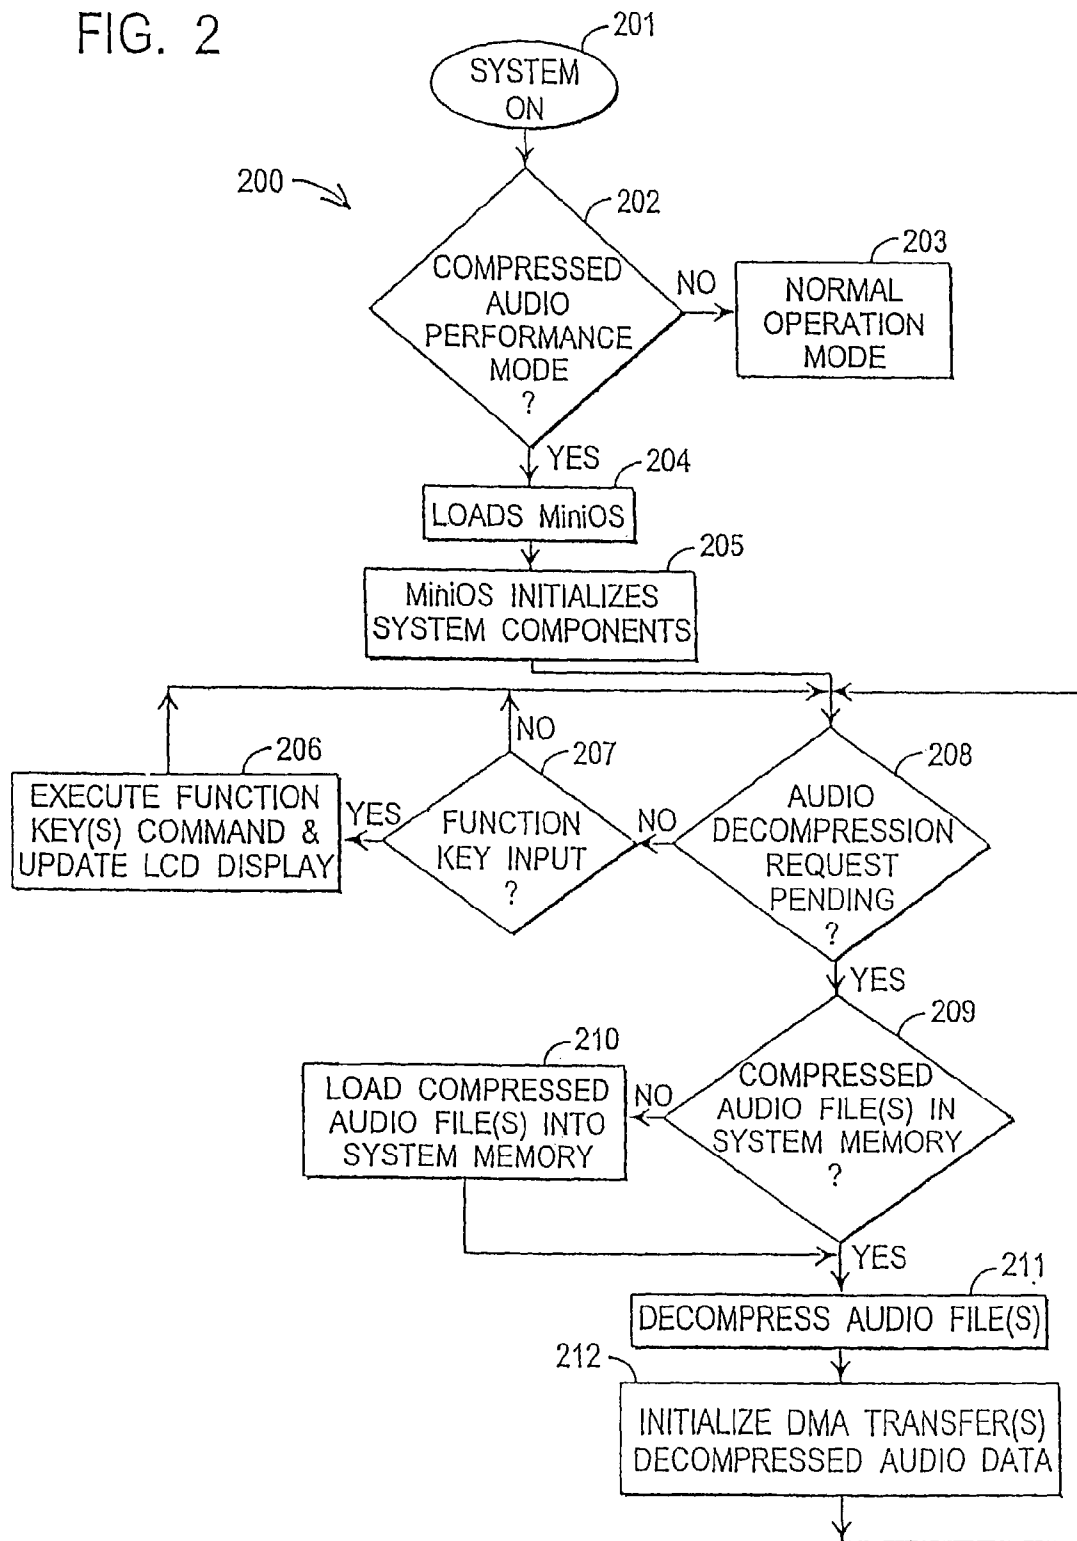 FIG. 2
201
SYSTEM
ON
200
202
COMPRESSED
AUDIO
PERFORMANCE
MODE
?
NO
203
NORMAL
OPERATION
MODE
YES
204
LOADS MiniOS
205
MiniOS INITIALIZES
SYSTEM COMPONENTS
206
EXECUTE FUNCTION
KEY(S) COMMAND &
UPDATE LCD DISPLAY
YES
NO
207
FUNCTION
KEY INPUT
?
NO
208
AUDIO
DECOMPRESSION
REQUEST
PENDING
?
YES
209
COMPRESSED
AUDIO FILE(S) IN
SYSTEM MEMORY
?
NO
210
LOAD COMPRESSED
AUDIO FILE(S) INTO
SYSTEM MEMORY
YES
211
DECOMPRESS AUDIO FILE(S)
212
INITIALIZE DMA TRANSFER(S)
DECOMPRESSED AUDIO DATA